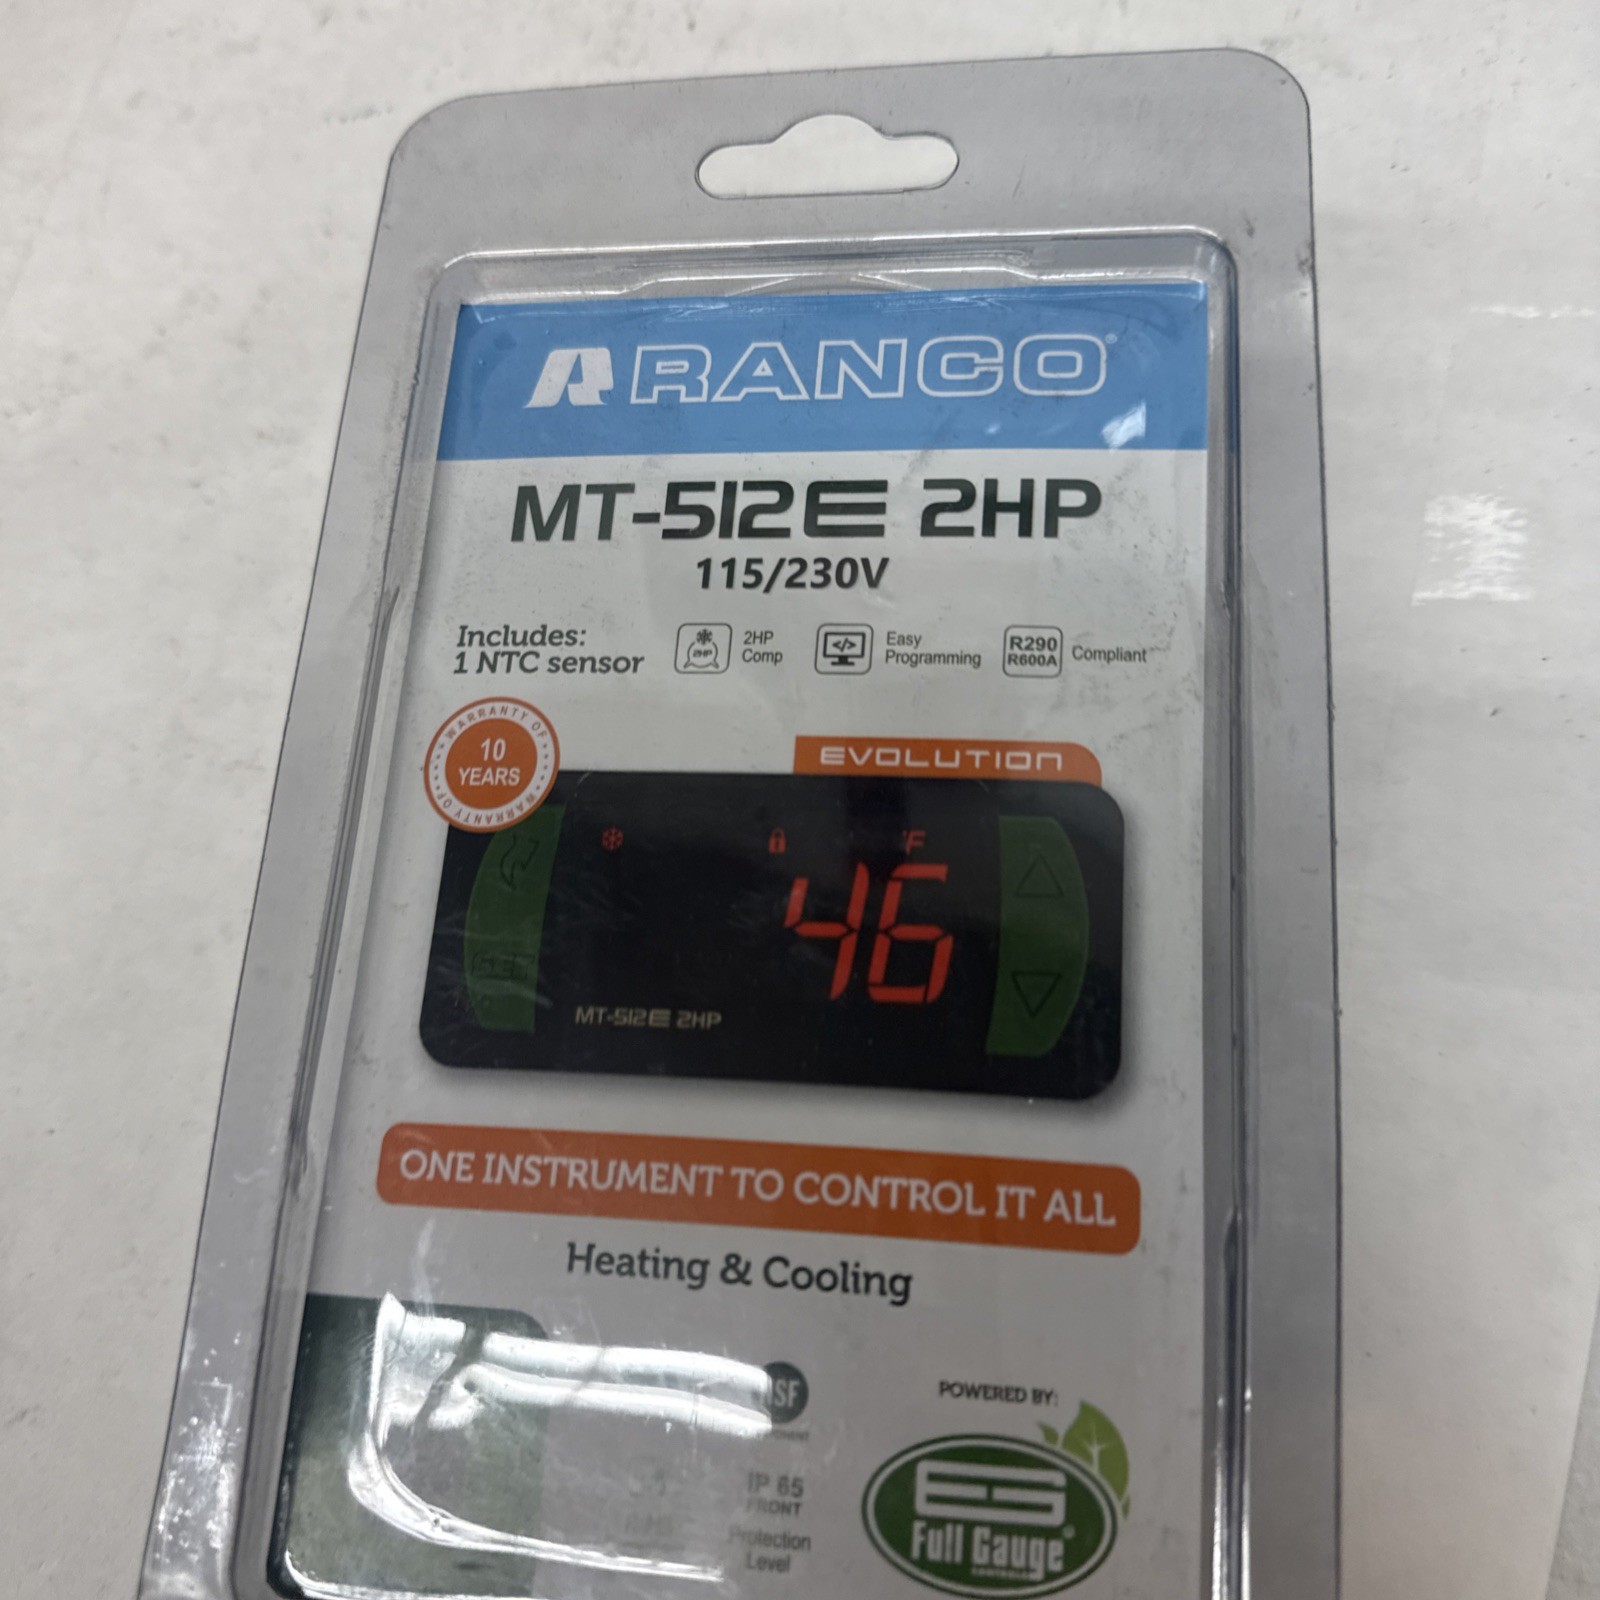 RANCO®
MT-512E 2HP
115/230V
Includes:
1 NTC sensor
2HP
2HP
Comp
</>
Easy
Programming
R290
R600A
Compliant
WARRANTY OF
10
YEARS
WARRANTY OF
EVOLUTION
°F
46
SET
MT-512E 2HP
ONE INSTRUMENT TO CONTROL IT ALL
Heating & Cooling
POWERED BY:
IP 65
FRONT
Protection
Level
Full Gauge®